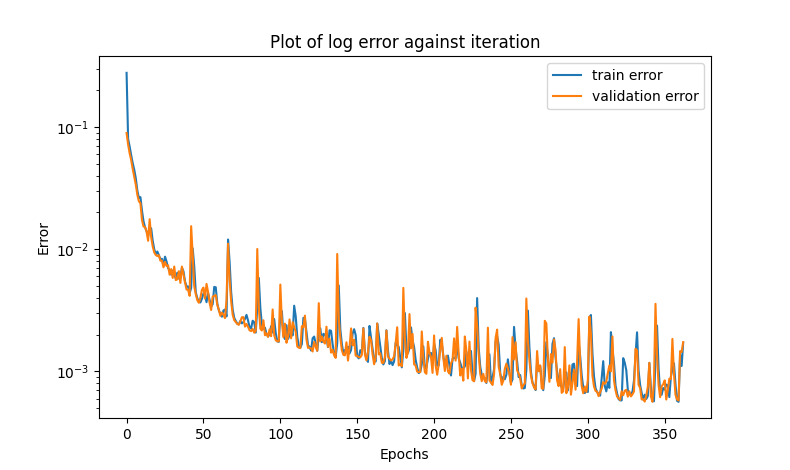 Plot of log error against iteration
train error
validation error
Error
10⁻¹
10⁻²
10⁻³
0 50 100 150 200 250 300 350
Epochs